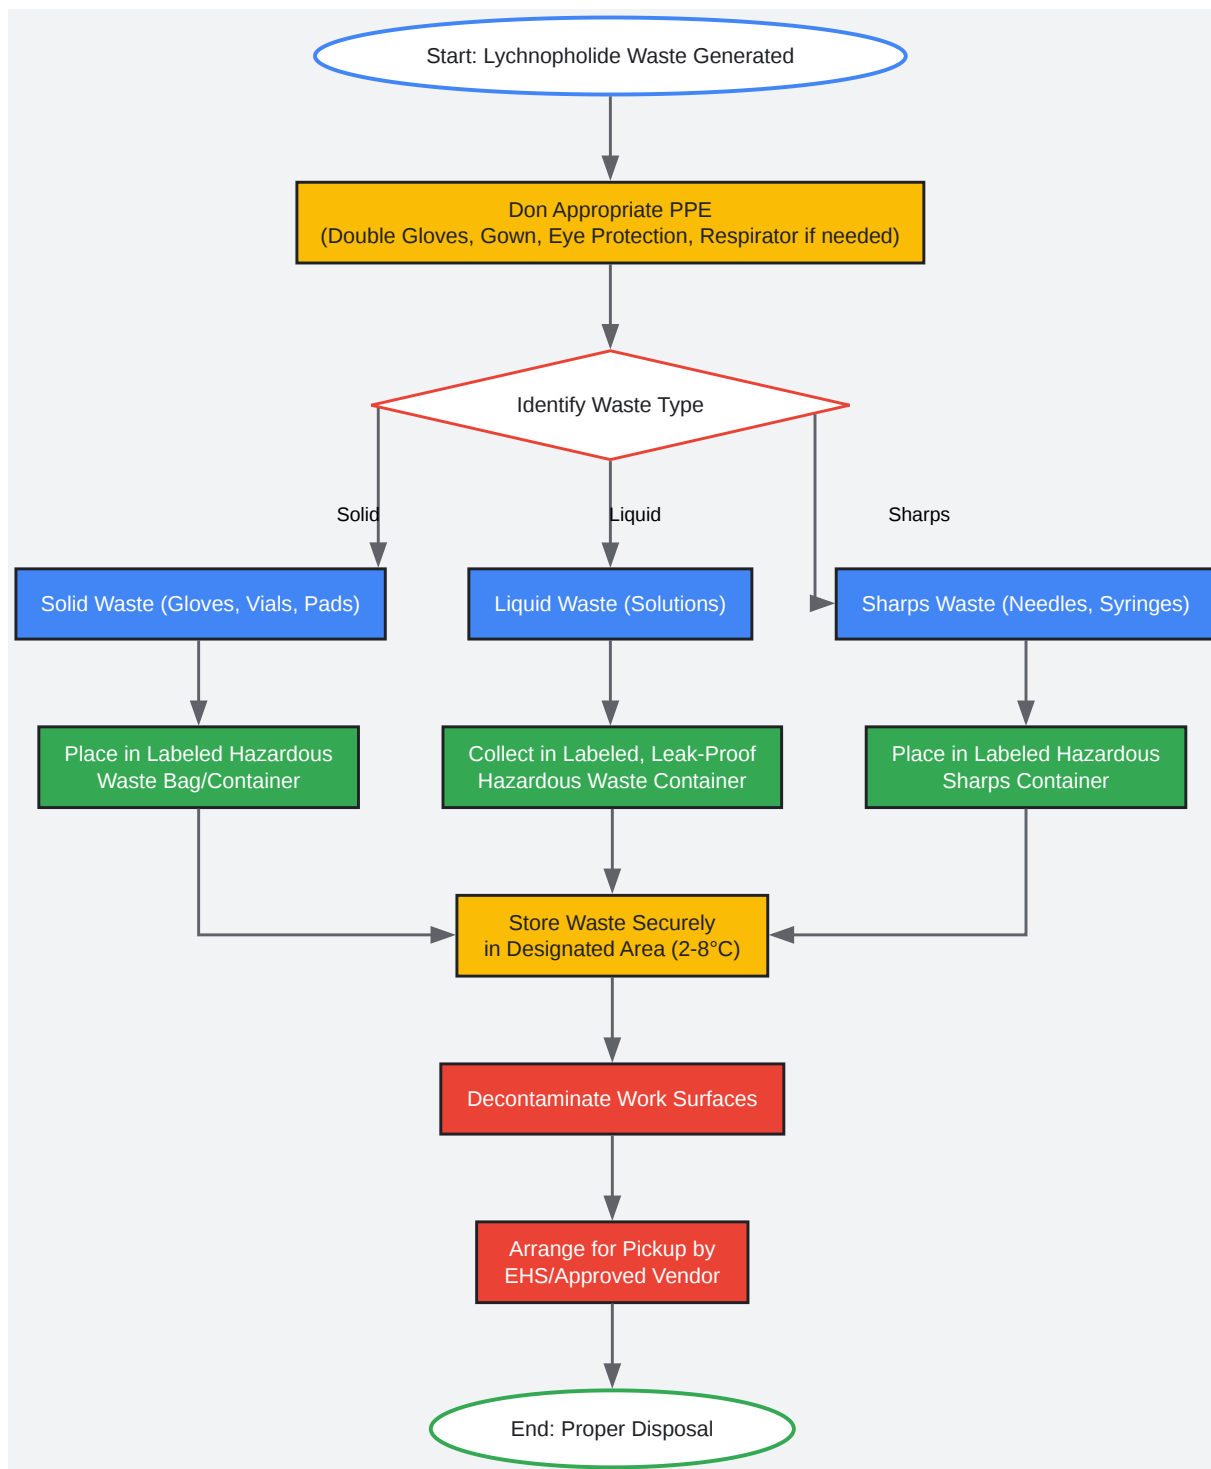 Start: Lychnopholide Waste Generated
Don Appropriate PPE
(Double Gloves, Gown, Eye Protection, Respirator if needed)
Identify Waste Type
Solid
Liquid
Sharps
Solid Waste (Gloves, Vials, Pads)
Liquid Waste (Solutions)
Sharps Waste (Needles, Syringes)
Place in Labeled Hazardous
Waste Bag/Container
Collect in Labeled, Leak-Proof
Hazardous Waste Container
Place in Labeled Hazardous
Sharps Container
Store Waste Securely
in Designated Area (2-8°C)
Decontaminate Work Surfaces
Arrange for Pickup by
EHS/Approved Vendor
End: Proper Disposal